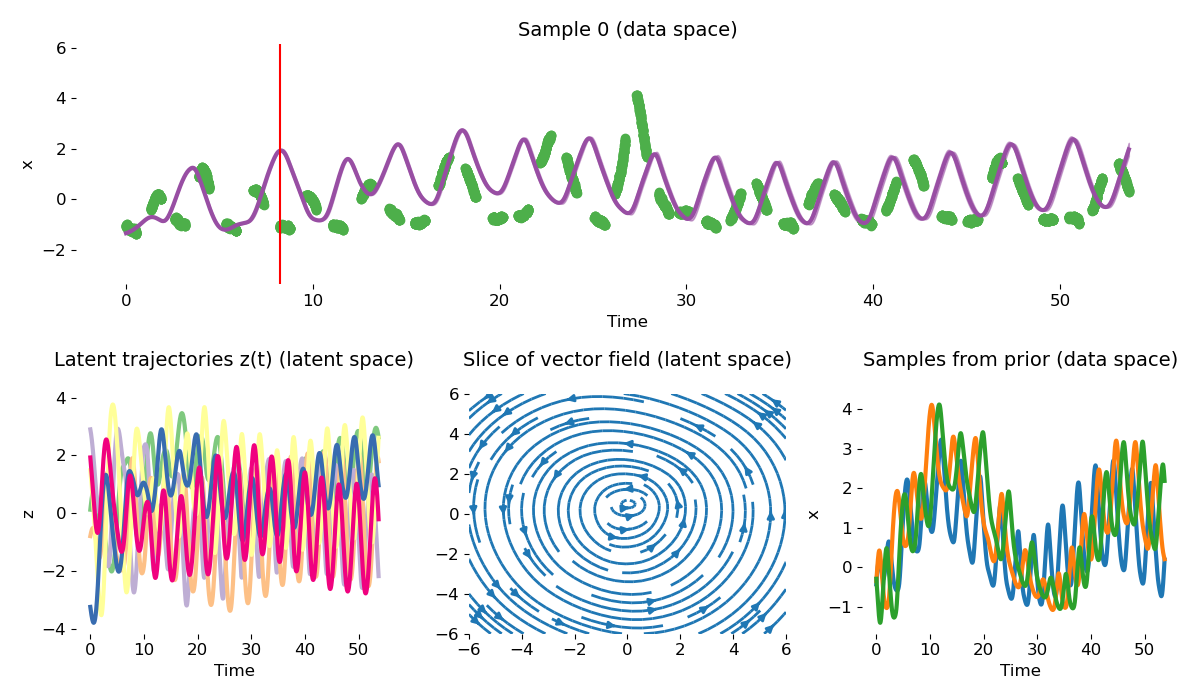 Sample 0 (data space)
6
4
2
0
−2
x
0 10 20 30 40 50
Time
Latent trajectories z(t) (latent space)
4
2
0
−2
−4
z
0 10 20 30 40 50
Time
Slice of vector field (latent space)
6
4
2
0
−2
−4
−6
−6 −4 −2 0 2 4 6
Samples from prior (data space)
4
3
2
1
0
−1
x
0 10 20 30 40 50
Time